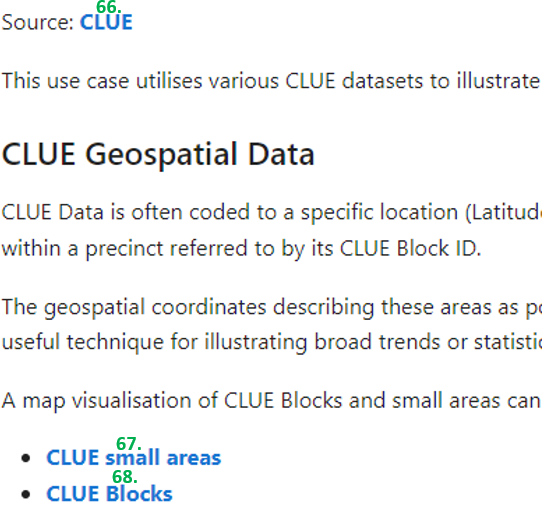 66.
Source: CLUE
This use case utilises various CLUE datasets to illustrate
CLUE Geospatial Data
CLUE Data is often coded to a specific location (Latitud
within a precinct referred to by its CLUE Block ID.
The geospatial coordinates describing these areas as po
useful technique for illustrating broad trends or statistic
A map visualisation of CLUE Blocks and small areas can
67.
• CLUE small areas
68.
• CLUE Blocks